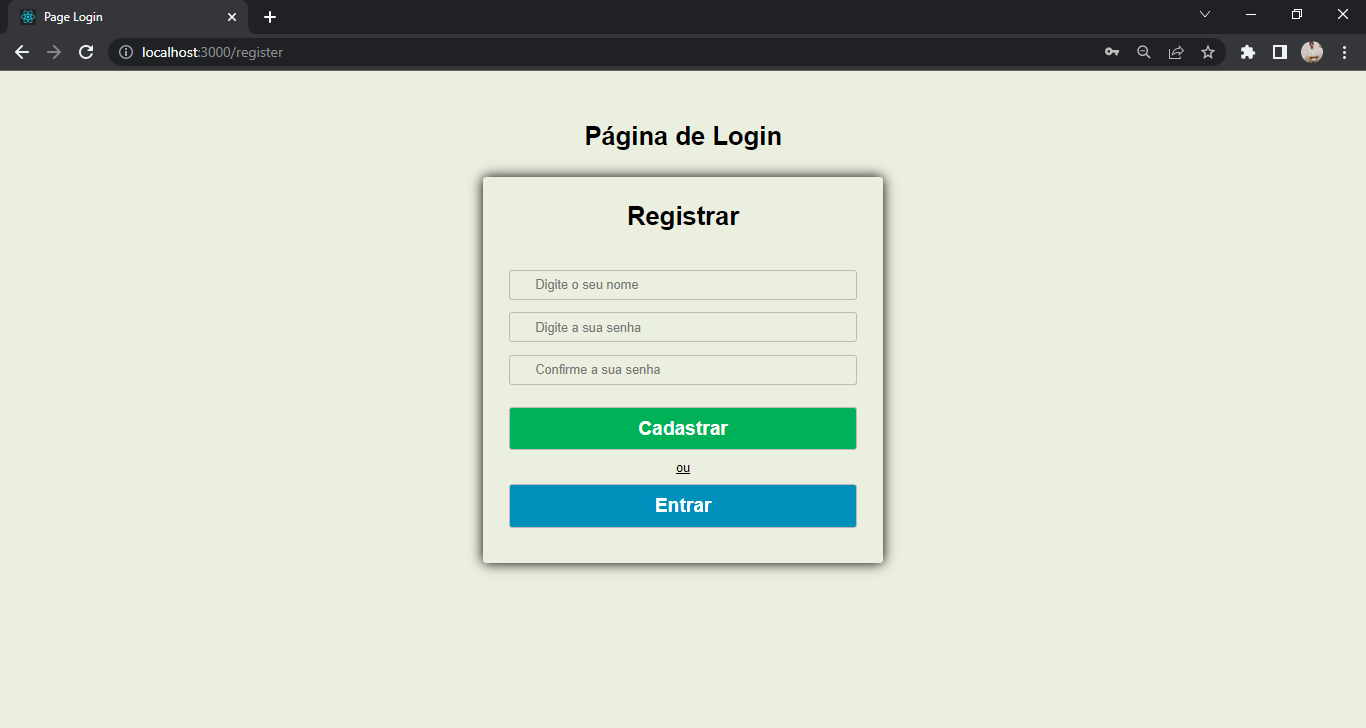 Page Login
localhost:3000/register
Página de Login
Registrar
Digite o seu nome
Digite a sua senha
Confirme a sua senha
Cadastrar
ou
Entrar